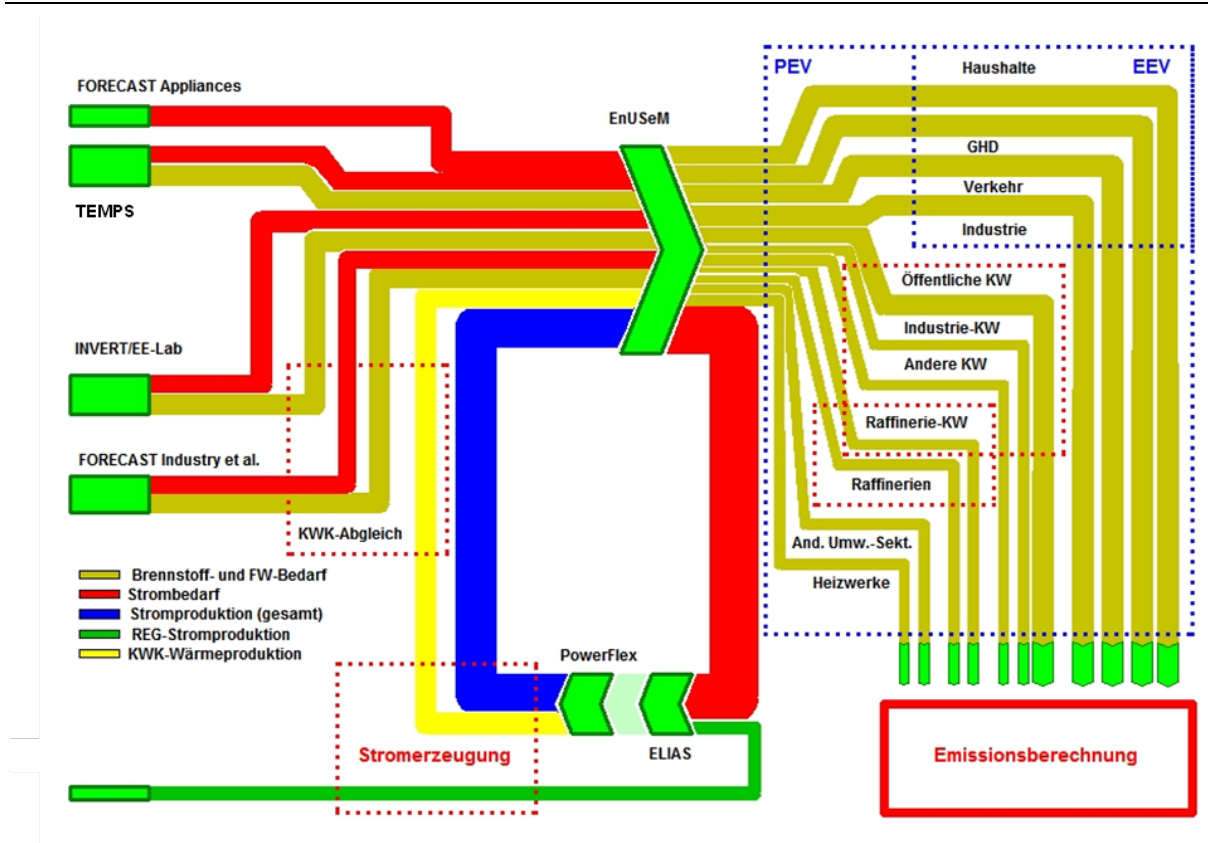 FORECAST Appliances
TEMPS
INVERT/EE-Lab
FORECAST Industry et al.
KWK-Abgleich
Brennstoff- und FW-Bedarf
Strombedarf
Stromproduktion (gesamt)
REG-Stromproduktion
KWK-Wärmeproduktion
Stromerzeugung
EnUSeM
PowerFlex
ELIAS
PEV
Haushalte
EEV
GHD
Verkehr
Industrie
Öffentliche KW
Industrie-KW
Andere KW
Raffinerie-KW
Raffinerien
And. Umw.-Sekt.
Heizwerke
Emissionsberechnung